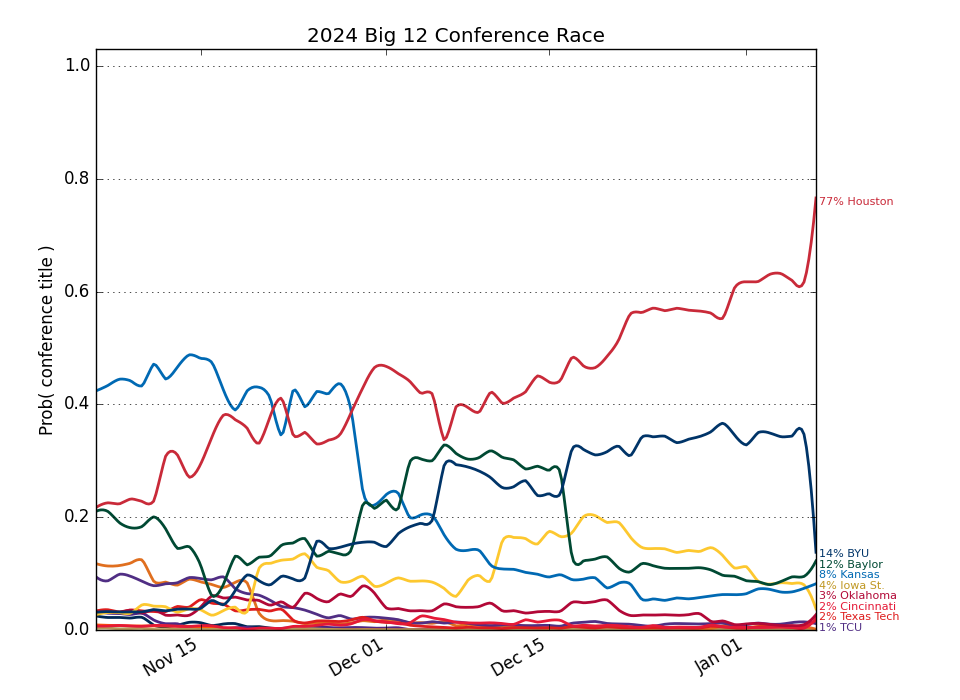 2024 Big 12 Conference Race
Prob( conference title )
1.0
0.8
0.6
0.4
0.2
0.0
Nov 15
Dec 01
Dec 15
Jan 01
77% Houston
14% BYU
12% Baylor
8% Kansas
4% Iowa St.
3% Oklahoma
2% Cincinnati
2% Texas Tech
1% TCU